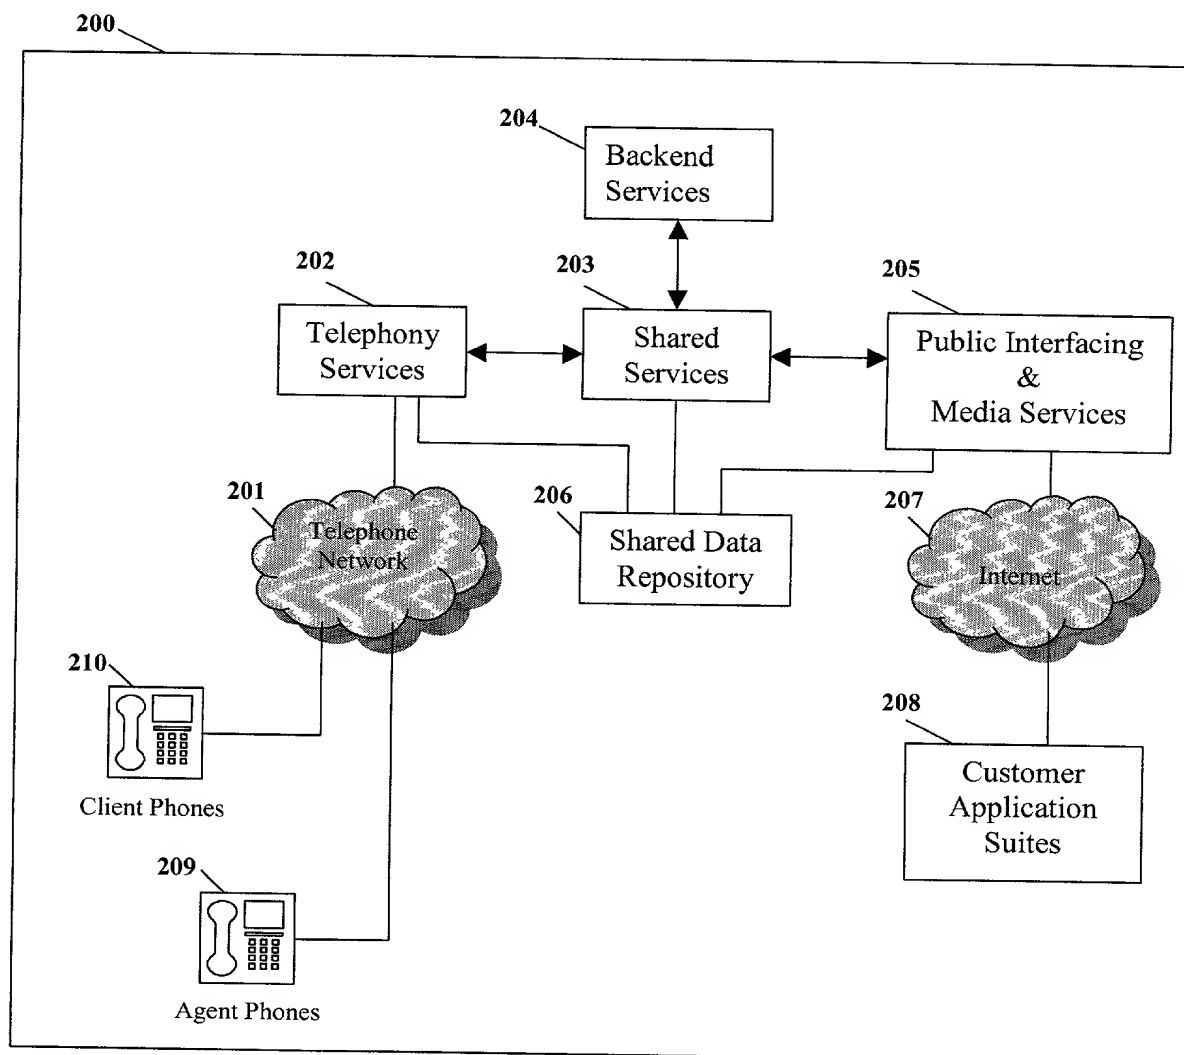 200
204
Backend
Services
202
203
205
Telephony
Services
Shared
Services
Public Interfacing
&
Media Services
201
206
207
Telephone
Network
Shared Data
Repository
Internet
210
208
Client Phones
Customer
Application
Suites
209
Agent Phones